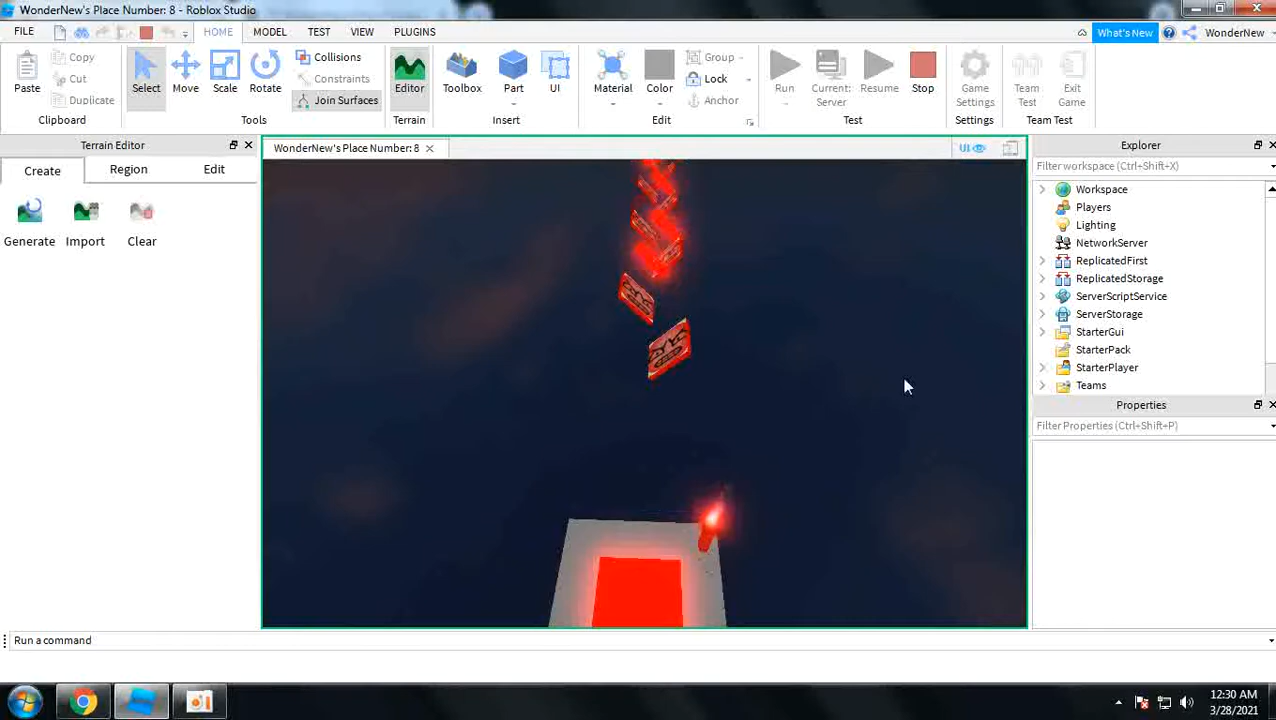 WonderNew's Place Number: 8 - Roblox Studio
FILE HOME MODEL TEST VIEW PLUGINS What's New WonderNew
Paste Copy Cut Duplicate Select Move Scale Rotate Collisions Constraints Join Surfaces Editor Toolbox Part UI Material Color Group Lock Anchor Run Current: Server Resume Stop Game Settings Team Test Exit Game
Clipboard Tools Terrain Insert Edit Test Settings Team Test
Terrain Editor
Create Region Edit
Generate Import Clear
WonderNew's Place Number: 8
UI
Explorer
Filter workspace (Ctrl+Shift+X)
Workspace
Players
Lighting
NetworkServer
ReplicatedFirst
ReplicatedStorage
ServerScriptService
ServerStorage
StarterGui
StarterPack
StarterPlayer
Teams
Properties
Filter Properties (Ctrl+Shift+P)
Run a command
12:30 AM
3/28/2021